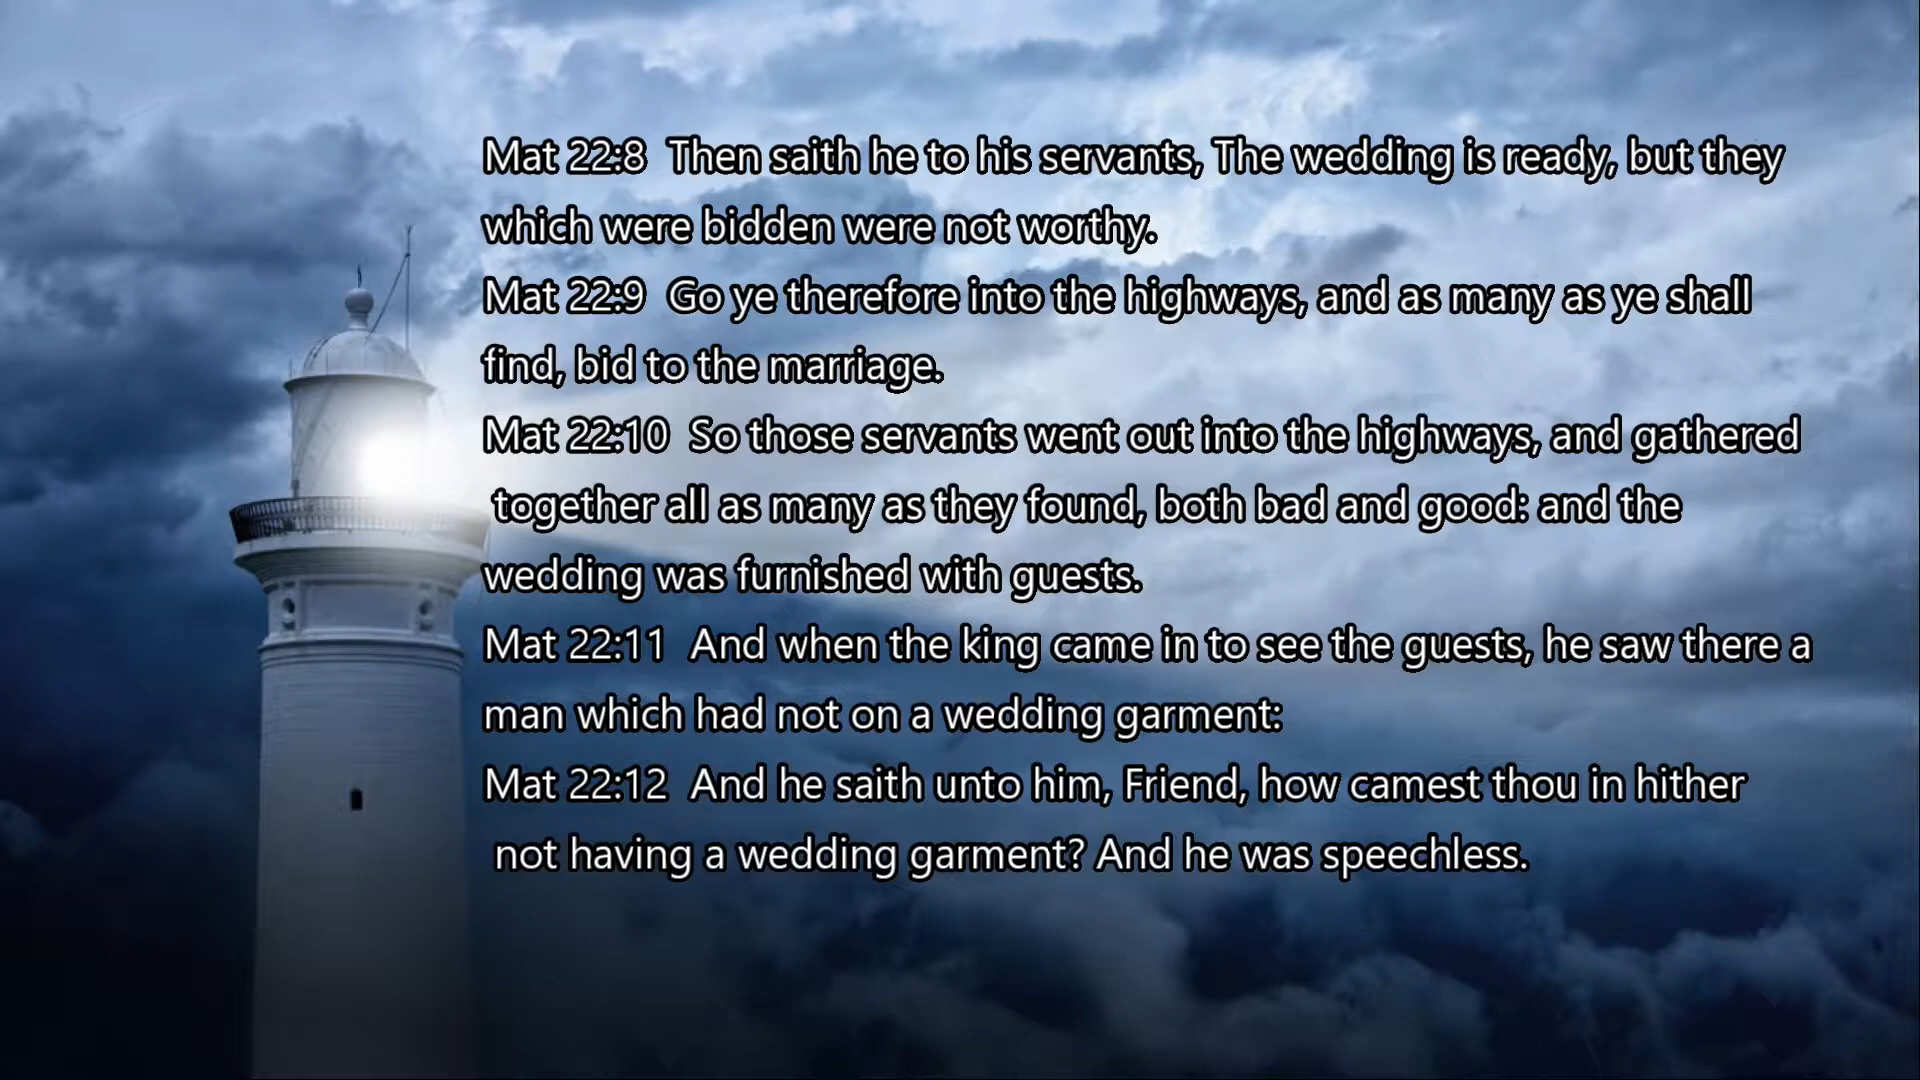 Mat 22:8  Then saith he to his servants, The wedding is ready, but they
which were bidden were not worthy.
Mat 22:9  Go ye therefore into the highways, and as many as ye shall
find, bid to the marriage.
Mat 22:10  So those servants went out into the highways, and gathered
together all as many as they found, both bad and good: and the
wedding was furnished with guests.
Mat 22:11  And when the king came in to see the guests, he saw there a
man which had not on a wedding garment:
Mat 22:12  And he saith unto him, Friend, how camest thou in hither
not having a wedding garment? And he was speechless.